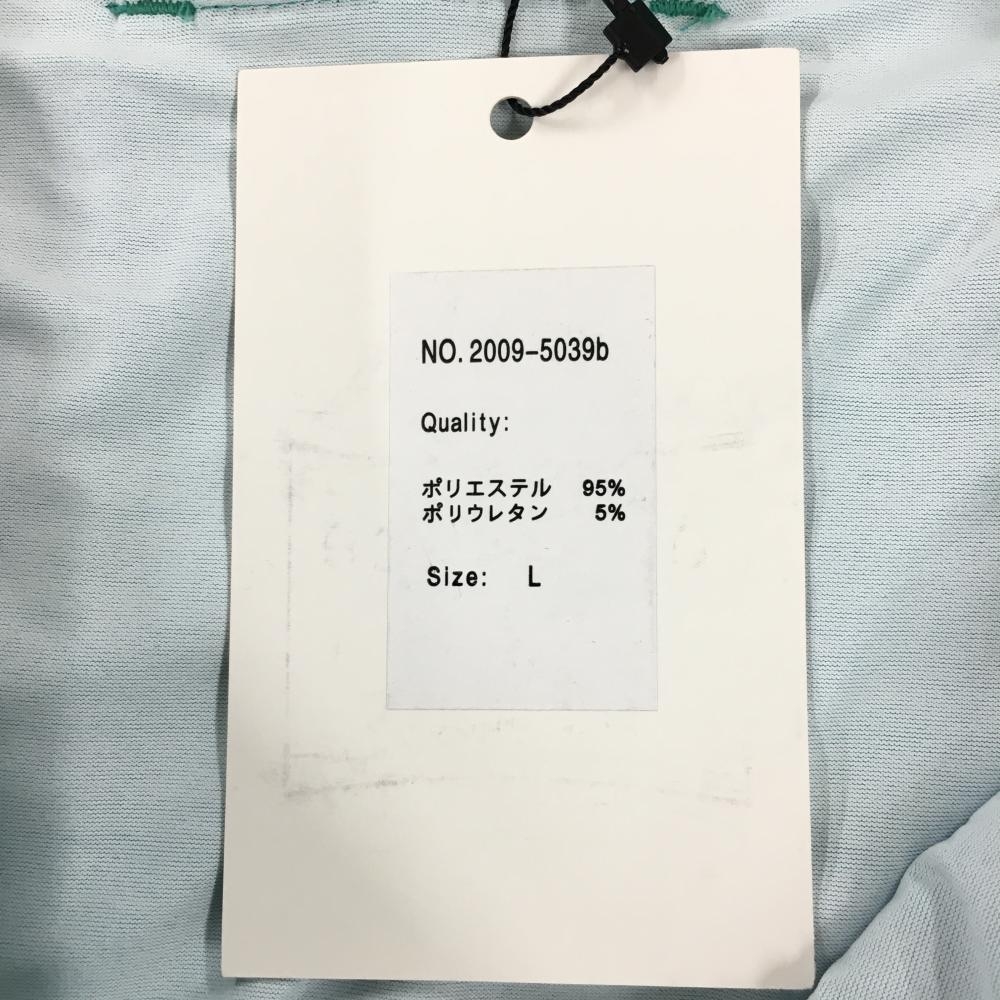 NO. 2009-5039b
Quality:
ポリエステル 95%
ポリウレタン 5%
Size: L